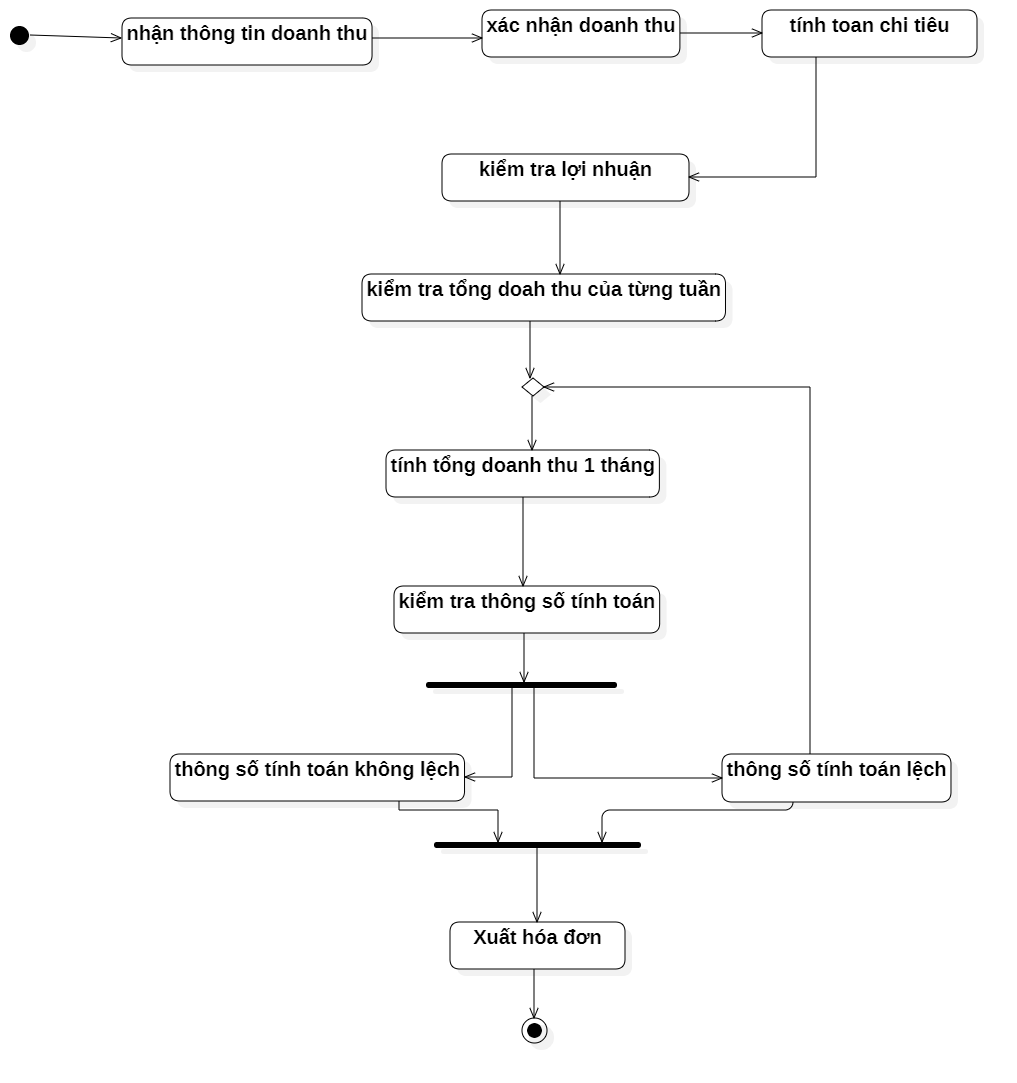 nhận thông tin doanh thu
xác nhận doanh thu
tính toan chi tiêu
kiểm tra lợi nhuận
kiểm tra tổng doah thu của từng tuần
tính tổng doanh thu 1 tháng
kiểm tra thông số tính toán
thông số tính toán không lệch
thông số tính toán lệch
Xuất hóa đơn